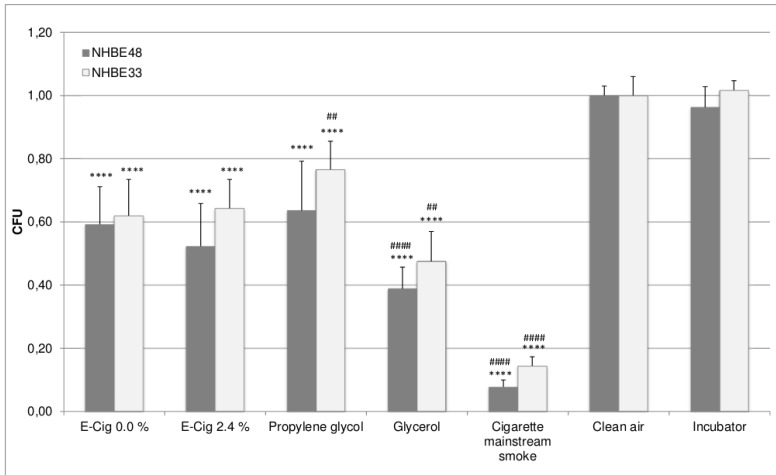 1,20
NHBE48
NHBE33
1,00
##
****
****
0,80
****
****
****
****
##
0,60
CFU
####
****
****
0,40
####
0,20
####
****
****
0,00
E-Cig 0.0 %
E-Cig 2.4 %
Propylene glycol
Glycerol
Cigarette
mainstream
smoke
Clean air
Incubator